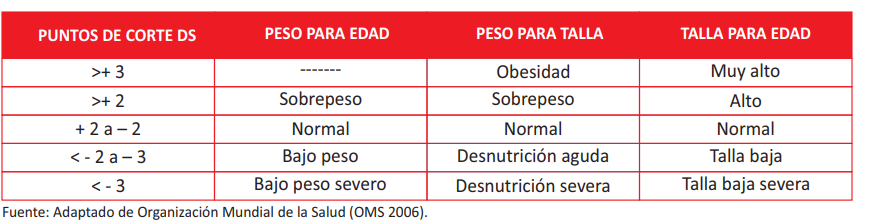 PUNTOS DE CORTE DS PESO PARA EDAD PESO PARA TALLA TALLA PARA EDAD
>+ 3 ------- Obesidad Muy alto
>+ 2 Sobrepeso Sobrepeso Alto
+ 2 a – 2 Normal Normal Normal
< - 2 a – 3 Bajo peso Desnutrición aguda Talla baja
< - 3 Bajo peso severo Desnutrición severa Talla baja severa
Fuente: Adaptado de Organización Mundial de la Salud (OMS 2006).